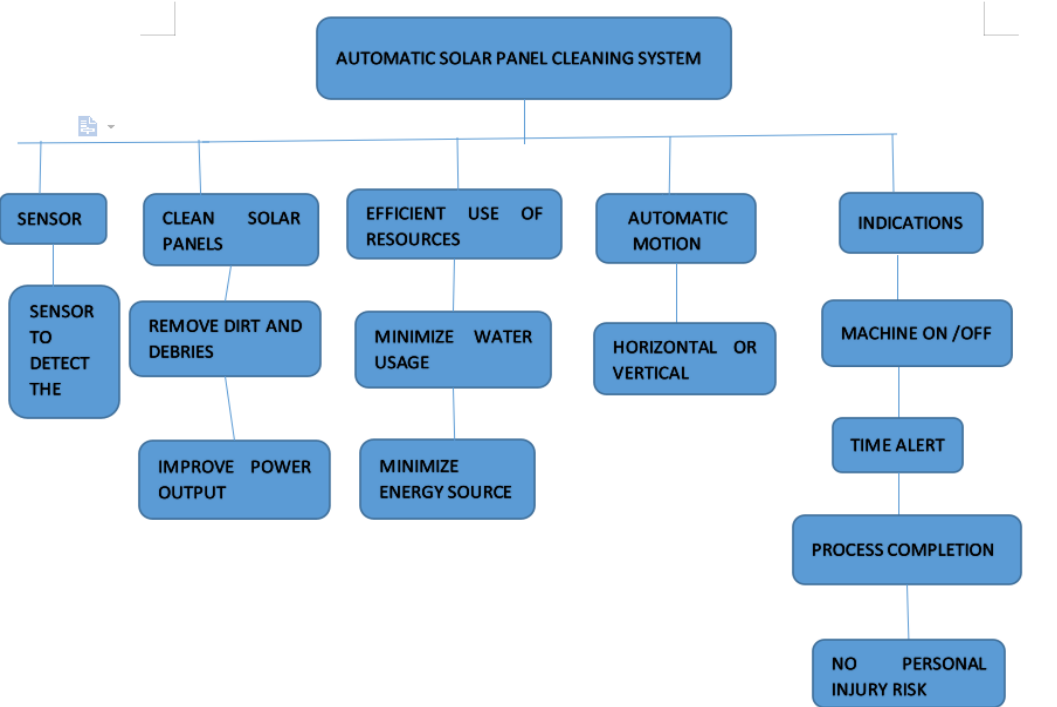 AUTOMATIC SOLAR PANEL CLEANING SYSTEM
SENSOR
SENSOR
TO
DETECT
THE
CLEAN SOLAR
PANELS
REMOVE DIRT AND
DEBRIES
IMPROVE POWER
OUTPUT
EFFICIENT USE OF
RESOURCES
MINIMIZE WATER
USAGE
MINIMIZE
ENERGY SOURCE
AUTOMATIC
MOTION
HORIZONTAL OR
VERTICAL
INDICATIONS
MACHINE ON /OFF
TIME ALERT
PROCESS COMPLETION
NO PERSONAL
INJURY RISK